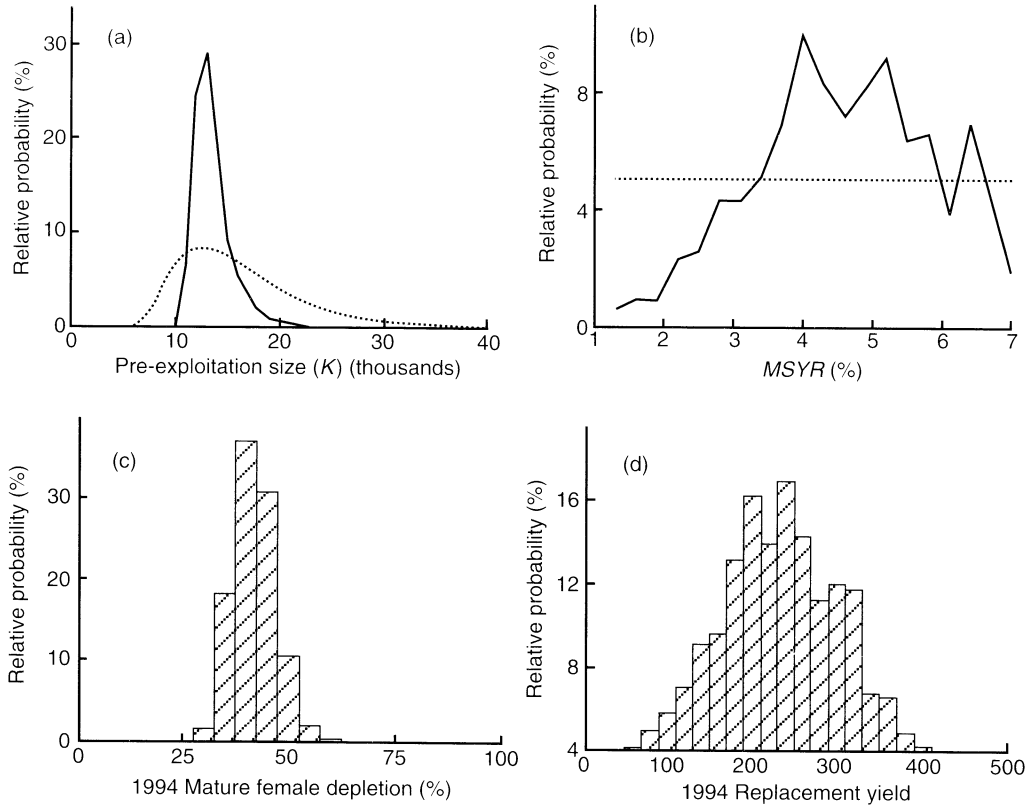 (a)
Relative probability (%)
30
20
10
0
0 10 20 30 40
Pre-exploitation size (K) (thousands)
(b)
Relative probability (%)
8
4
0
1 2 3 4 5 6 7
MSYR (%)
(c)
Relative probability (%)
30
20
10
0
0 25 50 75 100
1994 Mature female depletion (%)
(d)
Relative probability (%)
16
12
8
4
0 100 200 300 400 500
1994 Replacement yield